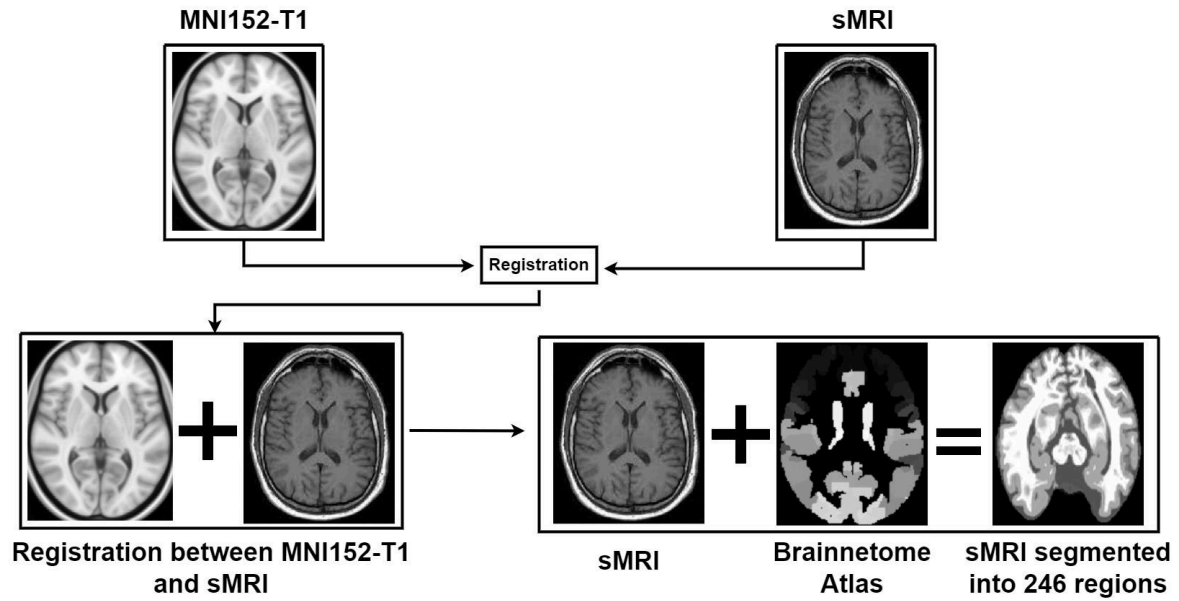 MNI152-T1
sMRI
Registration
Registration between MNI152-T1
and sMRI
sMRI
Brainnetome
Atlas
sMRI segmented
into 246 regions